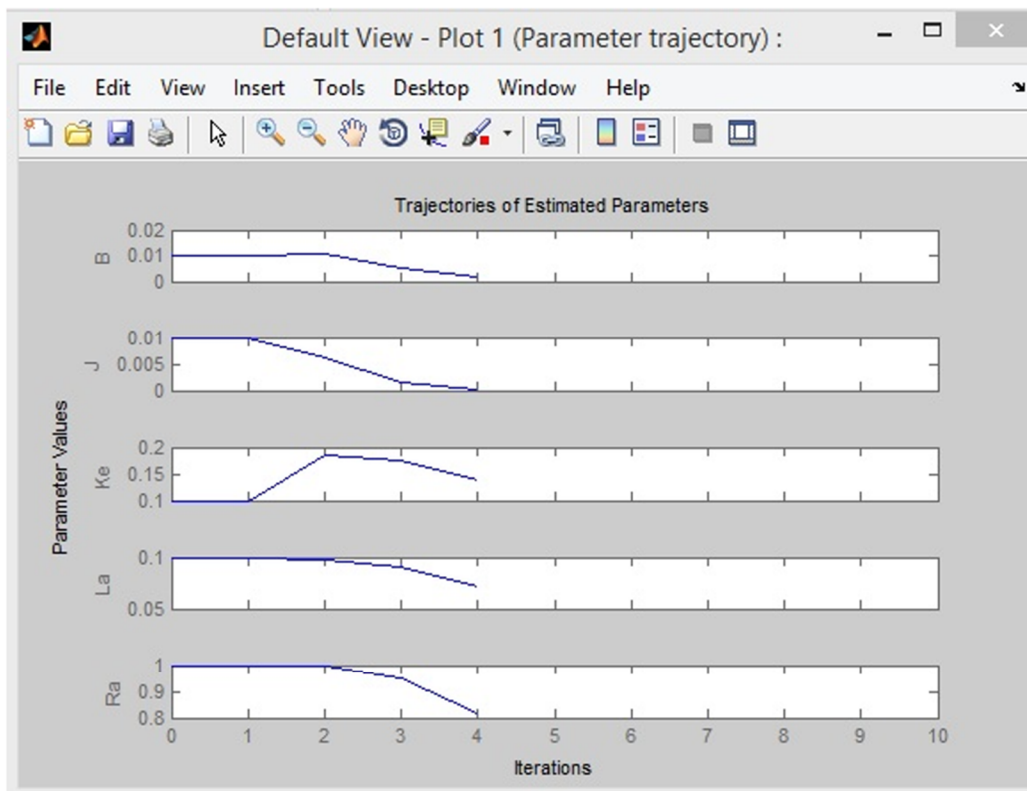 Default View - Plot 1 (Parameter trajectory) :
File Edit View Insert Tools Desktop Window Help
Trajectories of Estimated Parameters
Parameter Values
B
0.02
0.01
0
J
0.01
0.005
0
Ke
0.2
0.15
0.1
La
0.1
0.05
Ra
1
0.9
0.8
0 1 2 3 4 5 6 7 8 9 10
Iterations